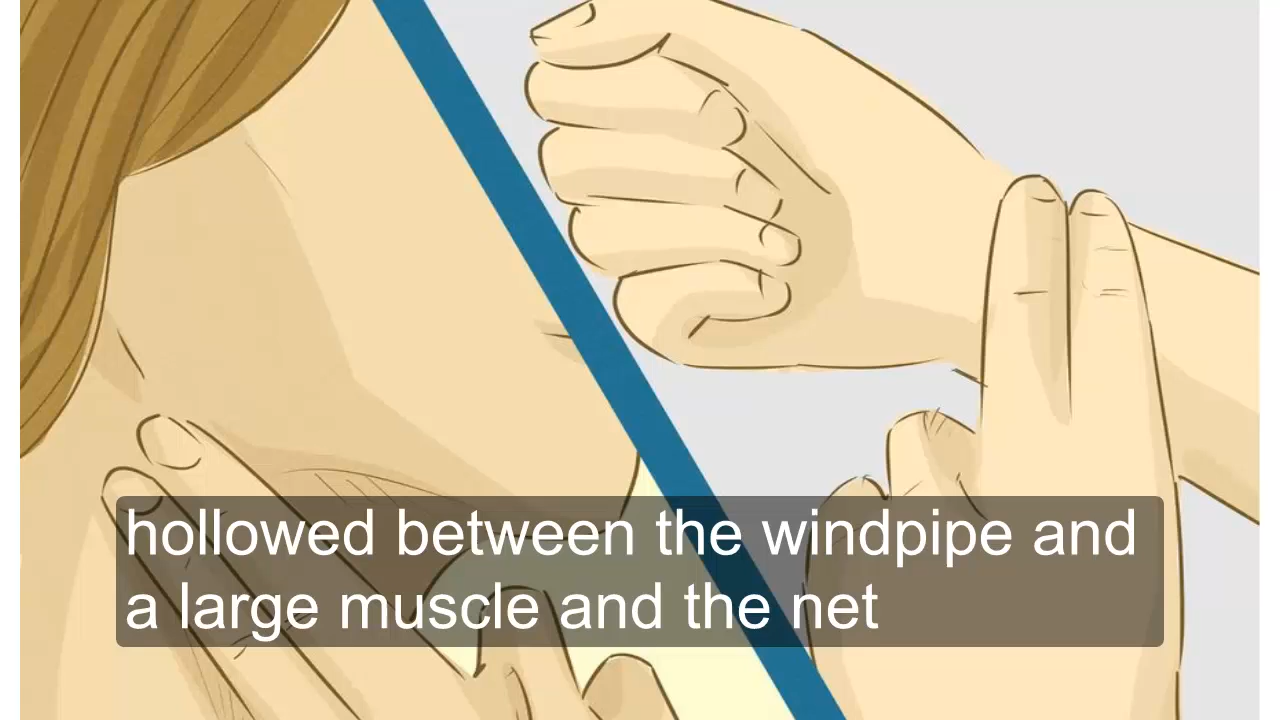 hollowed between the windpipe and
a large muscle and the net